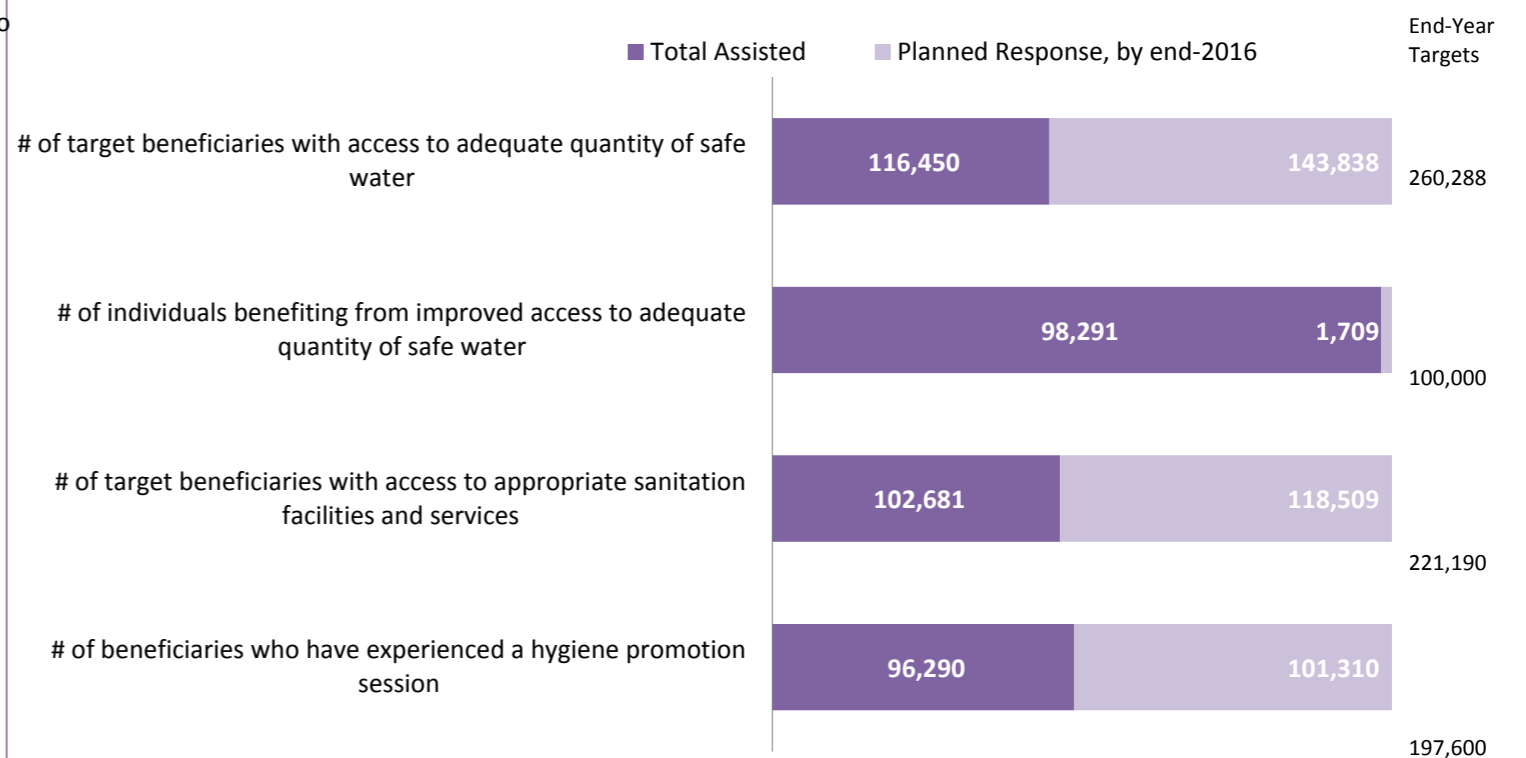 o
Total Assisted
Planned Response, by end-2016
End-Year
Targets
# of target beneficiaries with access to adequate quantity of safe
water
116,450
143,838
260,288
# of individuals benefiting from improved access to adequate
quantity of safe water
98,291
1,709
100,000
# of target beneficiaries with access to appropriate sanitation
facilities and services
102,681
118,509
221,190
# of beneficiaries who have experienced a hygiene promotion
session
96,290
101,310
197,600